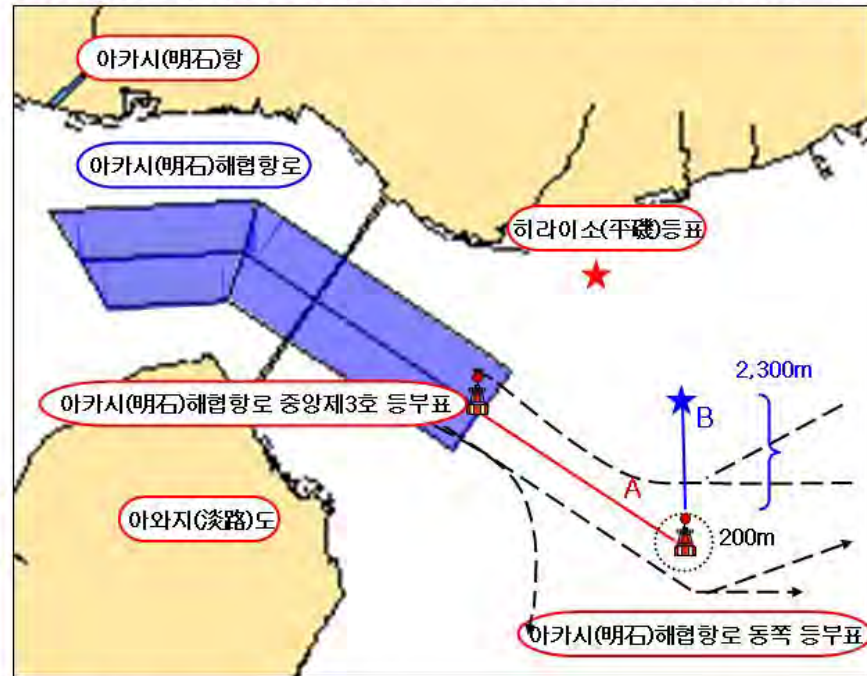 아카시(明石)항
아카시(明石)해협항로
히라이소(平磯)등표
2,300m
아카시(明石)해협항로 중앙제3호 등부표
B
A
아와지(淡路)도
200m
아카시(明石)해협항로 동쪽 등부표